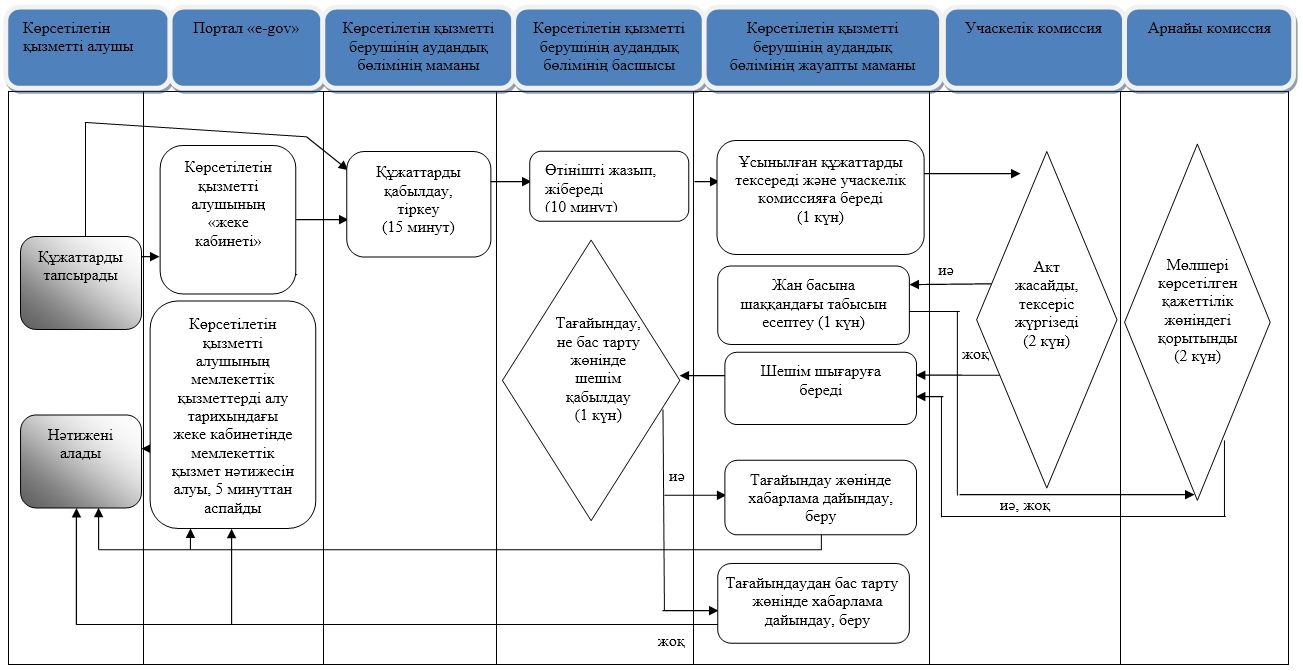 Көрсетілетін
қызметті алушы
Портал «e-gov»
Көрсетілетін қызметті
берушінің аудандық
бөлімінің маманы
Көрсетілетін қызметті
берушінің аудандық
бөлімінің басшысы
Көрсетілетін қызметті
берушінің аудандық
бөлімінің жауапты маманы
Учаскелік комиссия
Арнайы комиссия
Құжаттарды
тапсырады
Көрсетілетін
қызметті
алушының
«жеке
кабинеті»
Құжаттарды
қабылдау,
тіркеу
(15 минут)
Өтінішті жазып,
жібереді
(10 минут)
Ұсынылған құжаттарды
тексереді және учаскелік
комиссияға береді
(1 күн)
Акт
жасайды,
тексеріс
жүргізеді
(2 күн)
Мөлшері
көрсетілген
қажеттілік
жөніндегі
қорытынды
(2 күн)
иә
Жан басына
шаққандағы табысын
есептеу (1 күн)
жоқ
Шешім шығаруға
береді
Тағайындау,
не бас тарту
жөнінде
шешім
қабылдау
(1 күн)
Көрсетілетін
қызметті
алушының
мемлекеттік
қызметтерді алу
тарихындағы
жеке кабинетінде
мемлекеттік
қызмет нәтижесін
алуы, 5 минуттан
аспайды
Нәтижені
алады
иә
Тағайындау жөнінде
хабарлама дайындау,
беру
иә, жоқ
Тағайындаудан бас тарту
жөнінде хабарлама
дайындау, беру
жоқ